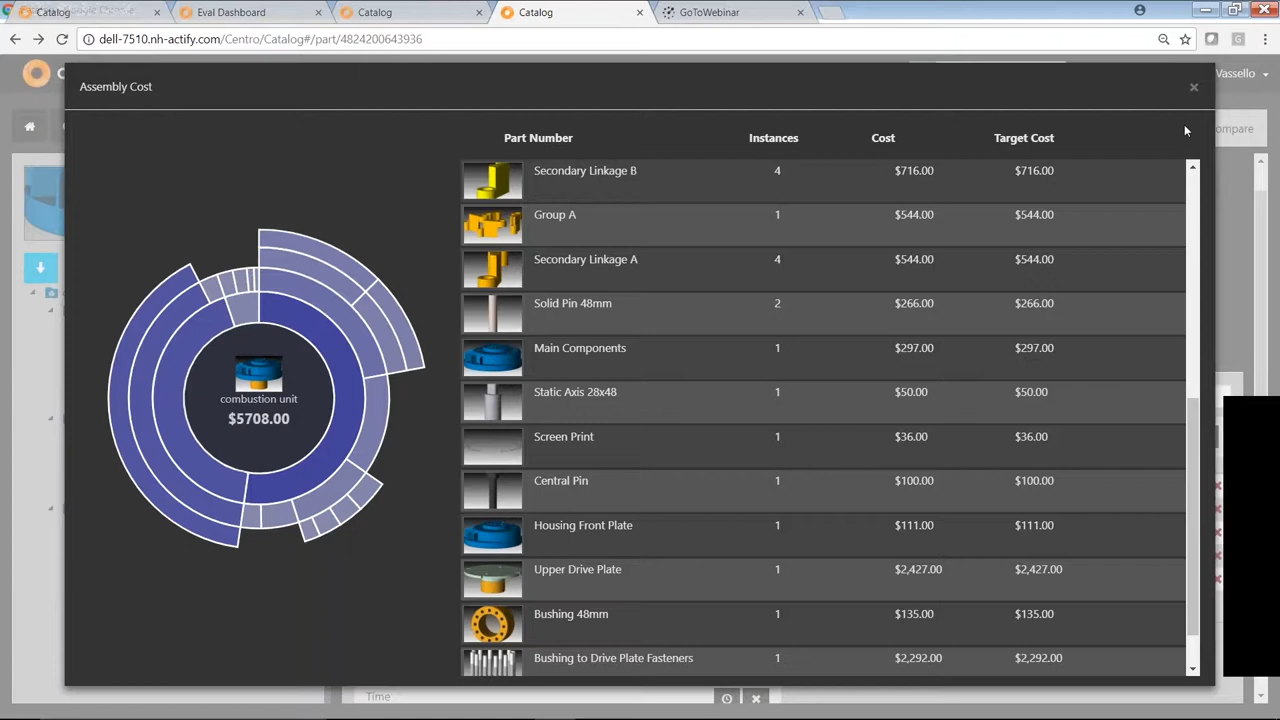 Catalog
Eval Dashboard
Catalog
Catalog
GoToWebinar
dell-7510.nh-actify.com/Centro/Catalog#/part/4824200643936
Vassello
Assembly Cost
ompare
Part Number Instances Cost Target Cost
Secondary Linkage B 4 $716.00 $716.00
Group A 1 $544.00 $544.00
Secondary Linkage A 4 $544.00 $544.00
Solid Pin 48mm 2 $266.00 $266.00
Main Components 1 $297.00 $297.00
Static Axis 28x48 1 $50.00 $50.00
Screen Print 1 $36.00 $36.00
Central Pin 1 $100.00 $100.00
Housing Front Plate 1 $111.00 $111.00
Upper Drive Plate 1 $2,427.00 $2,427.00
Bushing 48mm 1 $135.00 $135.00
Bushing to Drive Plate Fasteners 1 $2,292.00 $2,292.00
combustion unit
$5708.00
Time